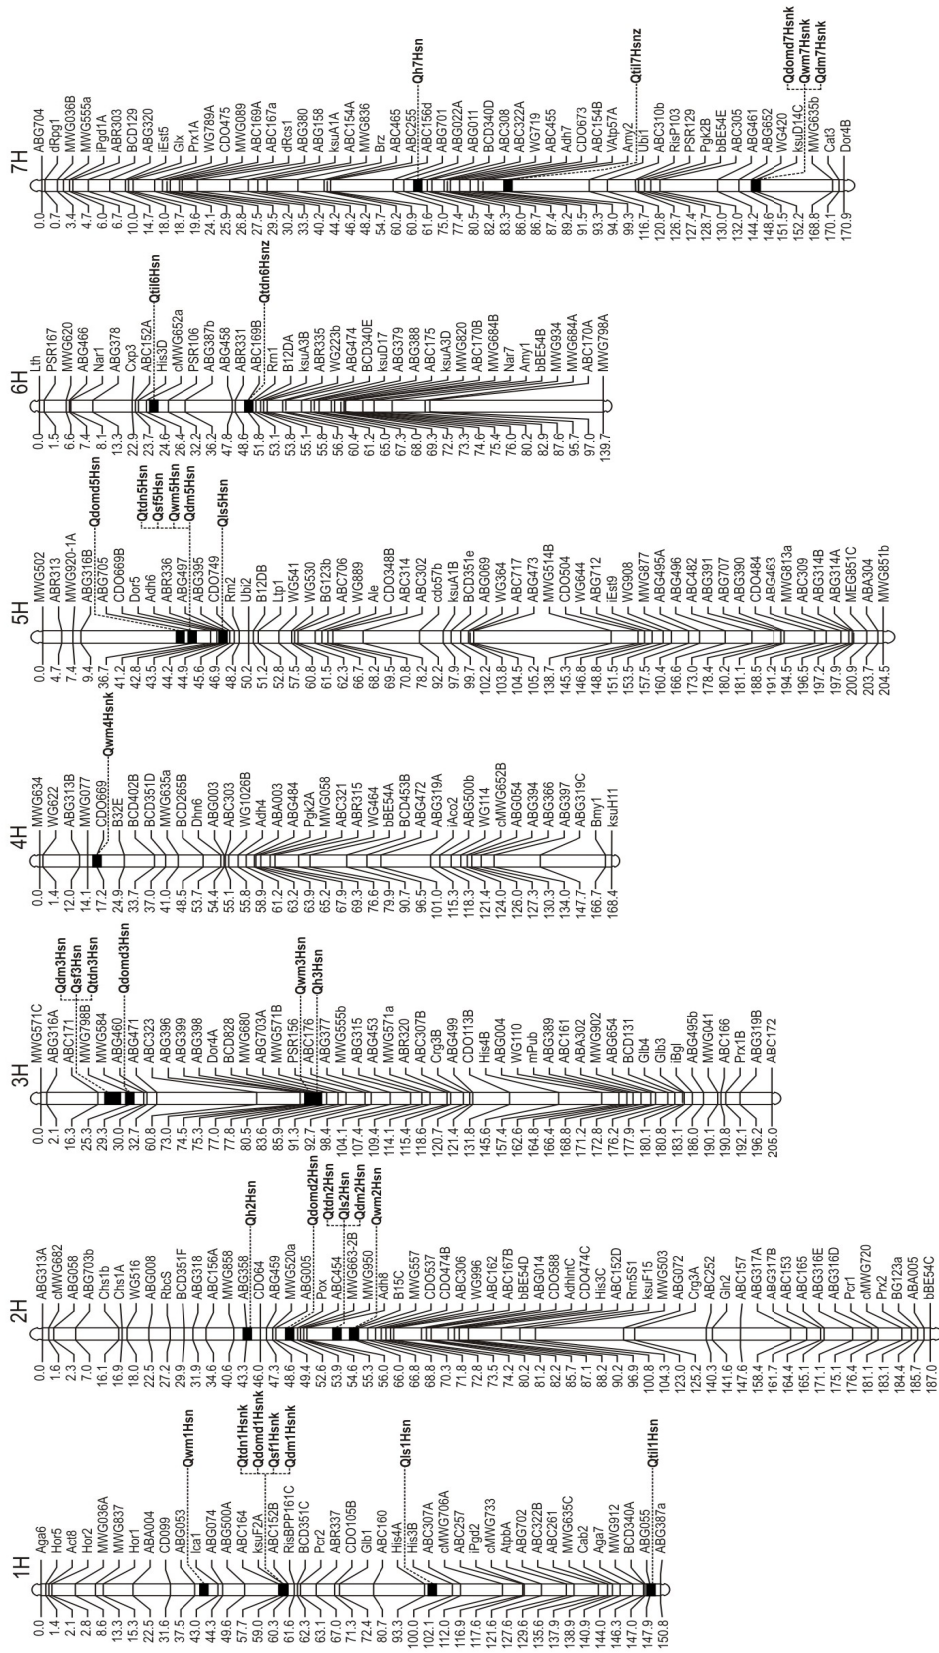 1H
0.0 Aga6
1.4 Hor5
2.1 Act8
2.8 Hor2
8.6 MWG036A
13.3 MWG837
15.3 Hor1
22.5 ABA004
31.6 CD099
37.5 ABG053
43.0 Ica1
44.3 ABG074
49.6 ABG500A
57.7 ABC164
59.0 ksuF2A
60.3 ABC152B
61.6 RisBPP161C
62.3 BCD351C
63.1 Pcr2
67.0 ABR337
71.3 CDO105B
72.4 Glb1
80.7 ABC160
93.3 His4A
100.0 His3B
102.1 ABC307A
112.0 cMWG706A
116.9 ABC257
117.6 iPgd2
121.6 cMWG733
127.6 AtpbA
129.6 ABG702
135.6 ABC322B
137.9 ABC261
138.9 MWG635C
140.9 Cab2
144.0 Aga7
146.3 MWG912
147.0 BCD340A
147.9 ABG055
150.8 ABG387a
Qwm1Hsn
Qtdn1Hsnk
Qdomd1Hsnk
Qsf1Hsnk
Qdm1Hsnk
Qls1Hsn
Qtil1Hsn
2H
0.0 ABG313A
1.6 cMWG682
2.3 ABG058
7.0 ABG703b
16.1 Chs1b
16.9 Chs1A
18.0 WG516
22.5 ABG008
27.2 RbcS
29.9 BCD351F
31.9 ABG318
34.6 ABC156A
40.6 MWG858
43.3 ABG358
46.0 CDO64
47.3 ABG459
48.6 MWG520a
49.4 ABG005
52.6 Pox
53.9 ABC454
54.6 MWG5663-2B
55.3 MWG950
56.0 Adh8
66.0 B15C
66.8 MWG557
68.8 CDO537
70.3 CDO474B
71.8 ABC306
72.5 WG996
73.5 ABC162
74.2 ABC167B
80.2 bBE54D
81.2 ABG014
82.2 CDO588
85.7 AdhIntC
87.1 CDO474C
88.2 His3C
90.2 ABC152D
96.9 Rrn5S1
100.8 ksuF15
104.3 MWG503
123.0 ABG072
125.2 Crg3A
140.3 ABC252
141.6 Gln2
147.6 ABC157
158.4 ABG317A
161.7 ABG317B
164.4 ABC153
165.1 ABC165
171.1 ABG316E
175.1 ABG316D
176.4 Pcr1
181.1 cMWG720
183.1 Prx2
184.4 BG123a
185.7 ABA005
187.0 bBE54C
Qh2Hsn
Qdomd2Hsn
Qtdn2Hsn
Qls2Hsn
Qdm2Hsn
Qwm2Hsn
3H
0.0 MWG571C
2.1 ABG316A
16.3 ABC171
25.3 MWG798B
29.3 MWG584
30.0 ABG460
32.7 ABG471
60.8 ABC323
73.0 ABG396
74.5 ABG399
75.3 ABG398
77.0 Dor4A
77.8 BCD828
80.5 MWG680
83.6 ABG703A
85.9 MWG571B
91.3 PSR156
92.7 ABC176
98.4 ABG377
104.1 MWG555b
107.4 ABG315
109.4 ABG453
114.1 MWG571a
115.4 ABR320
118.6 ABC307B
120.7 Crg3B
121.4 ABG499
131.8 CDO113B
145.6 His4B
157.4 ABG004
162.6 WG110
164.8 mPub
166.4 ABG389
168.8 ABC161
171.2 ABA302
172.8 MWG902
176.2 ABG654
177.9 BCD131
180.1 Glb4
180.8 Glb3
183.1 iBgl
186.0 ABG495b
190.1 MWG041
190.8 ABC166
192.1 Prx1B
196.2 ABG319B
205.0 ABC172
Qdm3Hsn
Qsf3Hsn
Qtdn3Hsn
Qdomd3Hsn
Qwm3Hsn
Qh3Hsn
4H
0.0 MWG634
1.4 WG622
12.0 ABG313B
14.1 MWG077
17.2 CDO669
24.9 B32E
33.7 BCD402B
37.0 BCD351D
41.0 MWG635a
48.5 BCD265B
53.7 Dhn6
54.4 ABG003
55.1 ABC303
55.8 WG1026B
58.9 Adh4
61.2 ABA003
63.2 ABG484
63.9 Pgk2A
65.2 MWG058
67.9 ABC321
69.3 ABR315
76.6 WG464
79.9 bBE54A
90.7 BCD453B
96.5 ABG472
101.0 ABG319A
115.3 iAco2
118.3 ABG500b
121.4 WG114
124.0 cMWG652B
126.0 ABG054
127.3 ABG394
130.3 ABG366
134.0 ABG397
147.7 ABG319C
166.7 Bmy1
168.4 ksuH11
Qwm4Hsnk
5H
0.0 MWG502
4.7 ABR313
7.4 MWG920-1A
9.4 ABG316B
36.7 ABG705
41.2 CDO669B
42.8 Dor5
43.5 Adh6
44.2 ABR336
44.9 ABG497
45.6 ABG395
46.9 CDO749
48.2 Rrn2
50.2 Ubi2
51.2 B12DB
52.8 Ltp1
57.5 WG541
60.8 WG530
61.5 BG123b
62.3 ABC706
66.7 WG889
68.2 Ale
69.5 CDO348B
70.8 ABC314
78.2 ABC302
92.2 cdo57b
97.9 ksuA1B
99.7 BCD351e
102.2 ABG069
103.8 WG364
104.5 ABC717
105.2 ABG473
138.7 MWG514B
145.3 CDO504
146.8 WG644
148.8 ABG712
151.5 iEst9
153.5 WG908
157.5 MWG877
160.4 ABG495A
166.6 ABG496
173.0 ABC482
178.4 ABG391
180.2 ABG707
181.1 ABG390
188.5 CDO484
191.2 ABG463
194.5 MWG813a
196.5 ABC309
197.2 ABG314B
197.9 ABG314A
200.9 MEG851C
203.7 ABA304
204.5 MWG851b
Qdomd5Hsn
Qtdn5Hsn
Qsf5Hsn
Qwm5Hsn
Qdm5Hsn
Qls5Hsn
6H
0.0 Lth
1.5 PSR167
6.6 MWG620
7.4 ABG466
8.1 Nar1
13.3 ABG378
22.9 Cxp3
23.7 ABC152A
24.6 His3D
26.4 cMWG652a
32.2 PSR106
36.2 ABG387b
47.8 ABG458
48.6 ABR331
51.8 ABC169B
53.1 Rrn1
53.8 B12DA
55.1 ksuA3B
55.8 ABR335
56.5 WG223b
60.4 ABG474
61.2 BCD340E
65.0 ksuD17
67.3 ABG379
68.0 ABG388
69.3 ABC175
72.5 ksuA3D
73.3 MWG820
74.6 ABC170B
75.4 MWG684B
76.0 Nar7
80.2 Amy1
82.9 bBE54B
87.6 MWG934
95.7 MWG684A
97.0 ABC170A
139.7 MWG798A
Qtil6Hsn
Qtdn6Hsnz
7H
0.0 ABG704
0.7 dRpg1
3.4 MWG036B
4.7 MWG555a
6.0 iPgd1A
6.7 ABR303
10.0 BCD129
14.7 ABG320
18.0 iEst5
18.7 Glx
19.6 Prx1A
24.1 WG789A
25.9 CDO475
26.8 MWG089
27.5 ABC169A
29.5 ABC167a
30.2 dRcs1
33.5 ABG380
40.2 ABG158
44.2 ksuA1A
46.2 ABC154A
48.2 MWG836
54.7 Brz
60.2 ABC465
60.9 ABC255
61.6 ABC156d
75.0 ABG701
77.4 ABG022A
80.5 ABG011
82.4 BCD340D
83.3 ABC308
86.0 ABC322A
86.7 WG719
87.4 ABC455
89.2 Adh7
91.5 CDO673
93.3 ABC154B
94.0 VAtp57A
99.3 Amy2
116.7 Ubi1
120.8 ABC310b
126.7 RisP103
127.4 PSR129
128.7 Pgk2B
130.0 bBE54E
132.0 ABC305
144.2 ABG461
148.6 ABG652
151.5 WG420
152.2 ksuD14C
168.8 MWG635b
170.1 Cat3
170.9 Dor4B
Qh7Hsn
Qtil7Hsnz
Qdomd7Hsnk
Qwm7Hsnk
Qdm7Hsnk